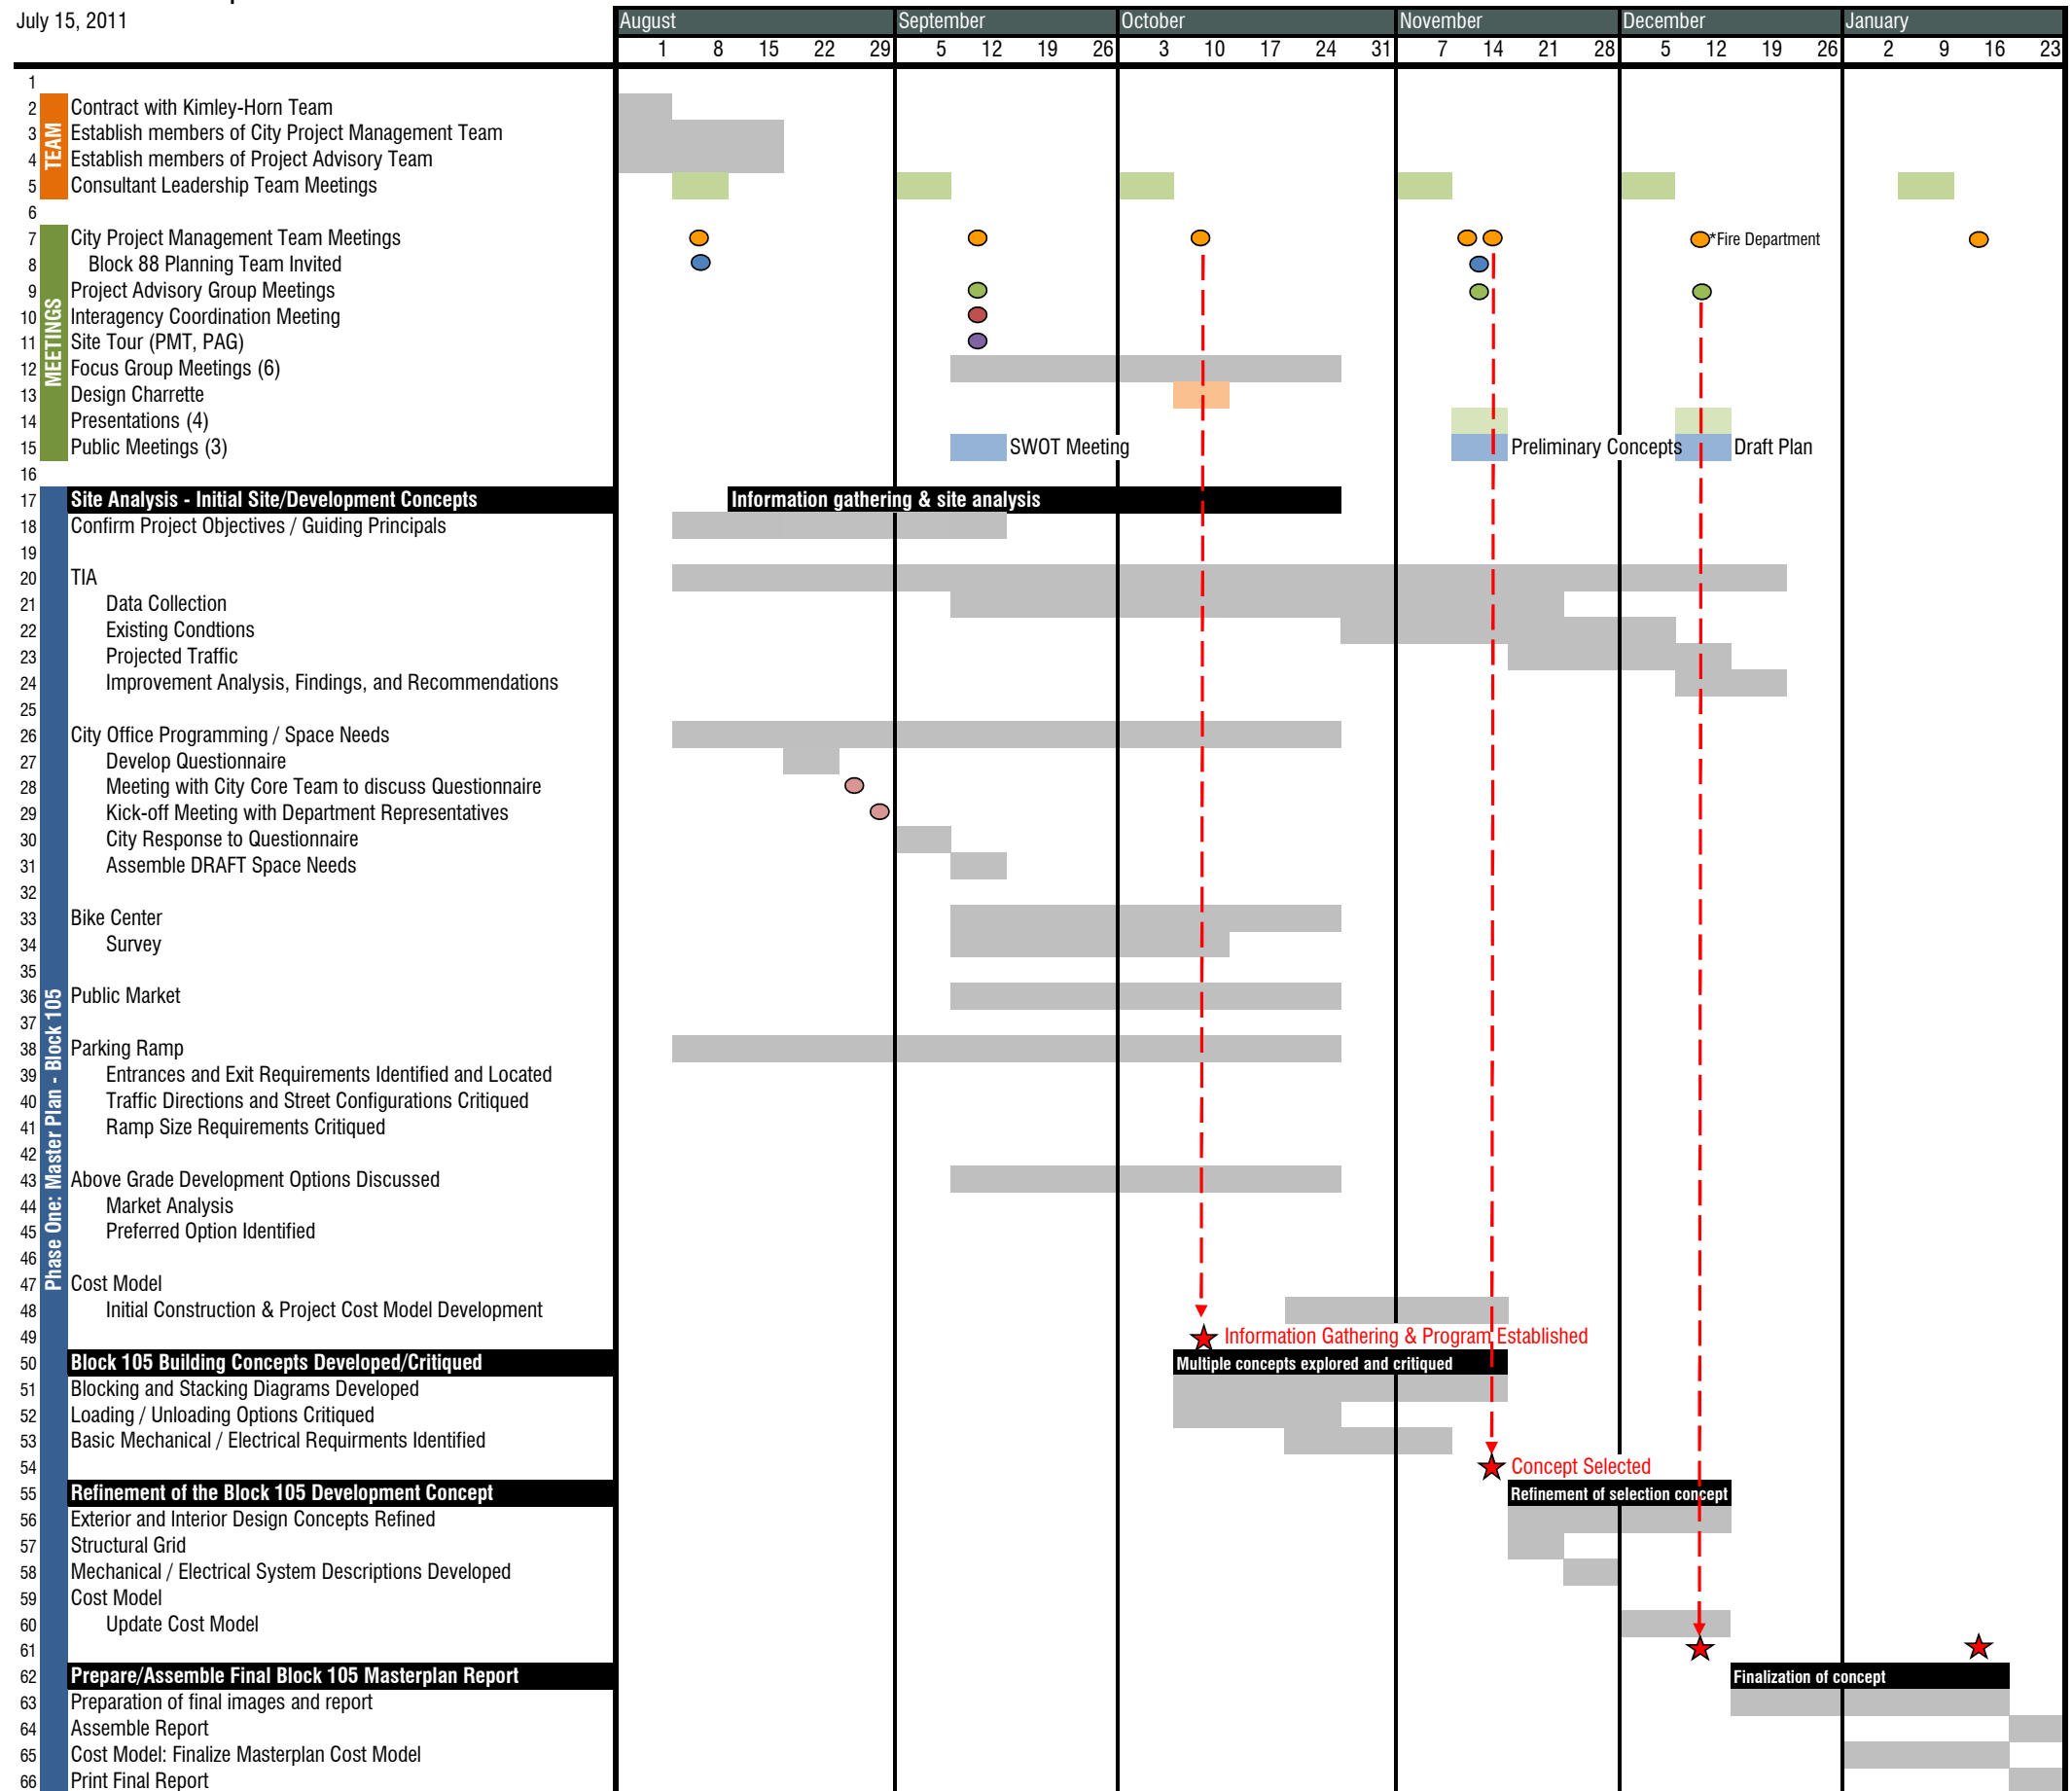 July 15, 2011
August September October November December January
1 8 15 22 29 5 12 19 26 3 10 17 24 31 7 14 21 28 5 12 19 26 2 9 16 23
1
TEAM
2 Contract with Kimley-Horn Team
3 Establish members of City Project Management Team
4 Establish members of Project Advisory Team
5 Consultant Leadership Team Meetings
6
MEETINGS
7 City Project Management Team Meetings *Fire Department
8 Block 88 Planning Team Invited
9 Project Advisory Group Meetings
10 Interagency Coordination Meeting
11 Site Tour (PMT, PAG)
12 Focus Group Meetings (6)
13 Design Charrette
14 Presentations (4)
15 Public Meetings (3) SWOT Meeting Preliminary Concepts Draft Plan
16
Phase One: Master Plan - Block 105
17 Site Analysis - Initial Site/Development Concepts Information gathering & site analysis
18 Confirm Project Objectives / Guiding Principals
19
20 TIA
21 Data Collection
22 Existing Condtions
23 Projected Traffic
24 Improvement Analysis, Findings, and Recommendations
25
26 City Office Programming / Space Needs
27 Develop Questionnaire
28 Meeting with City Core Team to discuss Questionnaire
29 Kick-off Meeting with Department Representatives
30 City Response to Questionnaire
31 Assemble DRAFT Space Needs
32
33 Bike Center
34 Survey
35
36 Public Market
37
38 Parking Ramp
39 Entrances and Exit Requirements Identified and Located
40 Traffic Directions and Street Configurations Critiqued
41 Ramp Size Requirements Critiqued
42
43 Above Grade Development Options Discussed
44 Market Analysis
45 Preferred Option Identified
46
47 Cost Model
48 Initial Construction & Project Cost Model Development
49 Information Gathering & Program Established
50 Block 105 Building Concepts Developed/Critiqued Multiple concepts explored and critiqued
51 Blocking and Stacking Diagrams Developed
52 Loading / Unloading Options Critiqued
53 Basic Mechanical / Electrical Requirments Identified
54 Concept Selected
55 Refinement of the Block 105 Development Concept Refinement of selection concept
56 Exterior and Interior Design Concepts Refined
57 Structural Grid
58 Mechanical / Electrical System Descriptions Developed
59 Cost Model
60 Update Cost Model
61
62 Prepare/Assemble Final Block 105 Masterplan Report Finalization of concept
63 Preparation of final images and report
64 Assemble Report
65 Cost Model: Finalize Masterplan Cost Model
66 Print Final Report